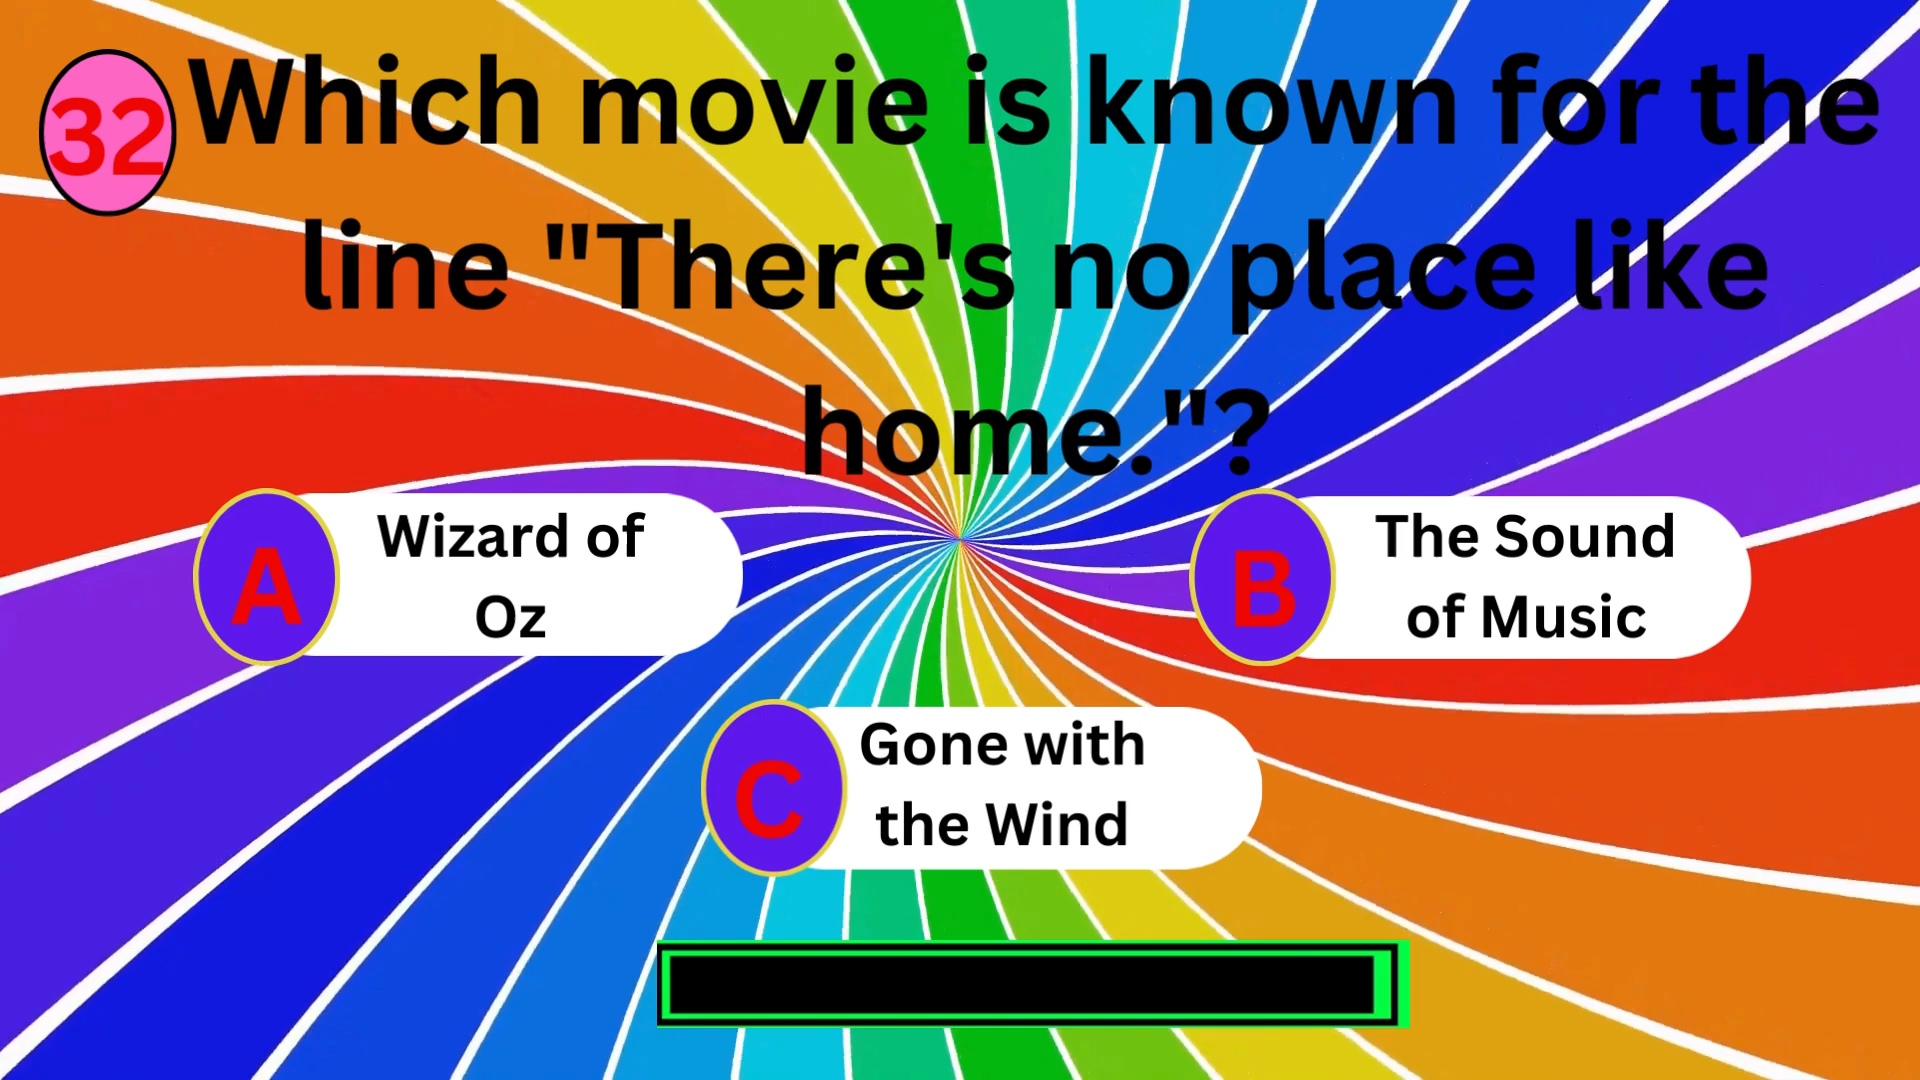 32
Which movie is known for the
line "There's no place like
home."?
A
Wizard of
Oz
B
The Sound
of Music
C
Gone with
the Wind